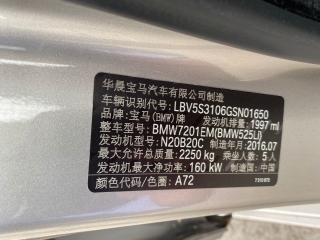 华晨宝马汽车有限公司制造
车辆识别代号: LBV5S3106GSN01650
品牌: 宝马(BMW) 发动机排量: 1997 ml
整车型号: BMW7201EM(BMW525LI)
发动机型号: N20B20C 制造年月: 2016.07
最大允许总质量: 2250 kg 乘坐人数: 5 人
发动机最大净功率: 160 kW 制造国: 中国
颜色代码/色圈: A72